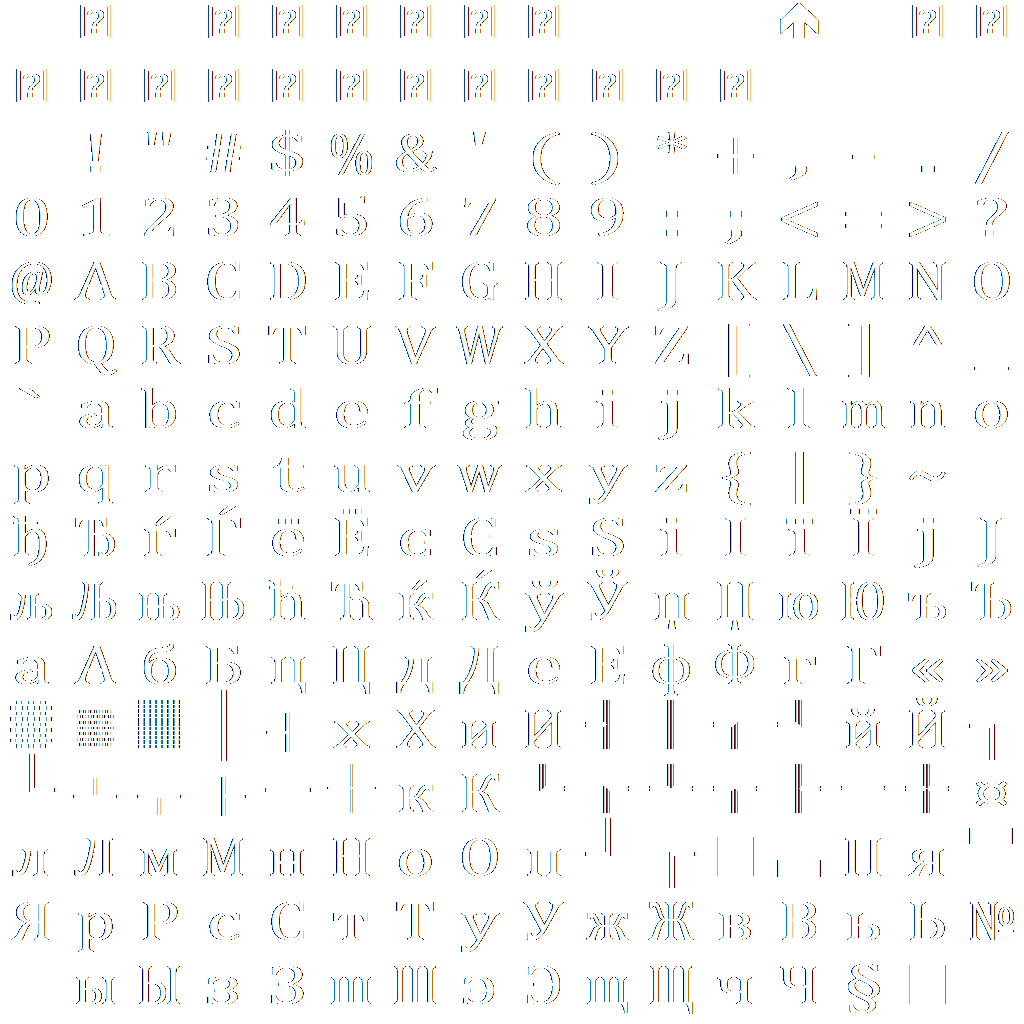 ! " # $ % & ' ( ) * + , - . /
0 1 2 3 4 5 6 7 8 9 : ; < = > ?
@ A B C D E F G H I J K L M N O
P Q R S T U V W X Y Z [ \ ] ^ _
` a b c d e f g h i j k l m n o
p q r s t u v w x y z { | } ~
ђ Ђ ѓ Ѓ ё Ё є Є ѕ Ѕ і І ї Ї ј Ј
љ Љ њ Њ ћ Ћ ќ Ќ ў Ў џ Џ ю Ю ъ Ъ
а А б Б ц Ц д Д е Е ф Ф г Г « »
░ ▒ ▓ │ ┤ х Х и И ╣ ║ ╗ ╝ й Й ┐
└ ┴ ┬ ├ ─ ┼ к К ╚ ╔ ╩ ╦ ╠ ═ ╬ ¤
л Л м М н Н о О п ┘ ┌ █ ▄ П я ▀
Я р Р с С т Т у У ж Ж в В ь Ь №
ы Ы з З ш Ш э Э щ Щ ч Ч § ■